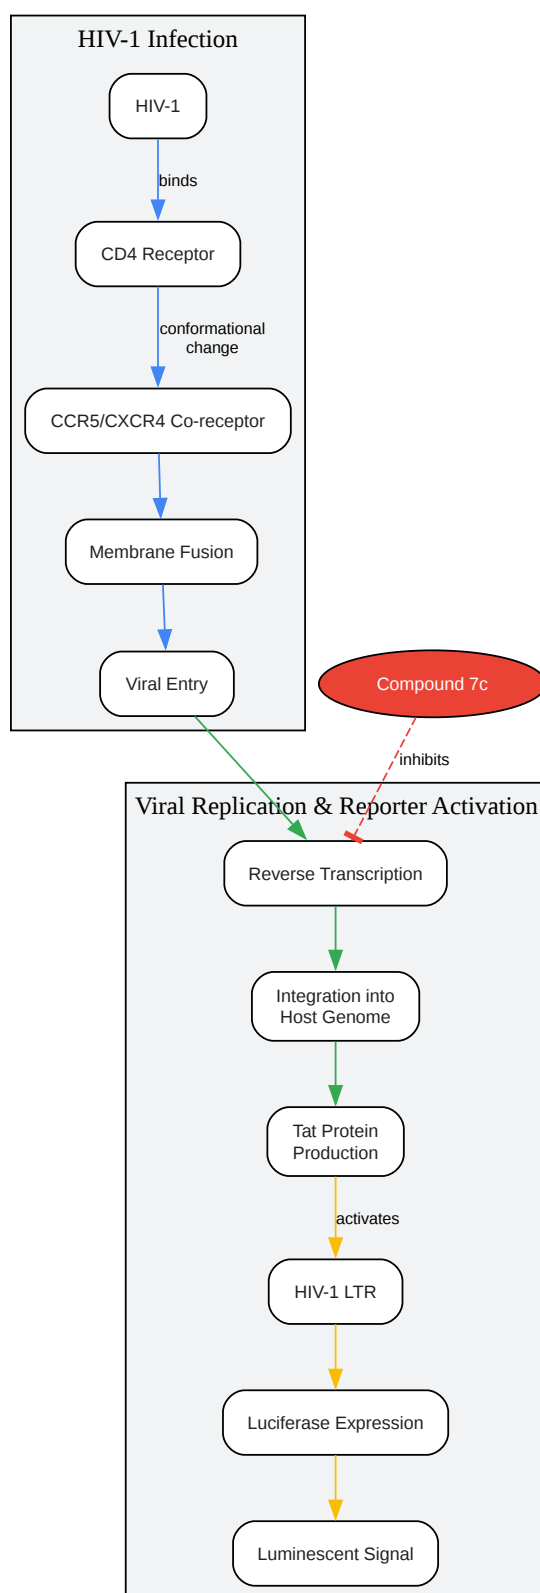 HIV-1 Infection
HIV-1
binds
CD4 Receptor
conformational
change
CCR5/CXCR4 Co-receptor
Membrane Fusion
Viral Entry
Compound 7c
inhibits
Viral Replication & Reporter Activation
Reverse Transcription
Integration into
Host Genome
Tat Protein
Production
activates
HIV-1 LTR
Luciferase Expression
Luminescent Signal